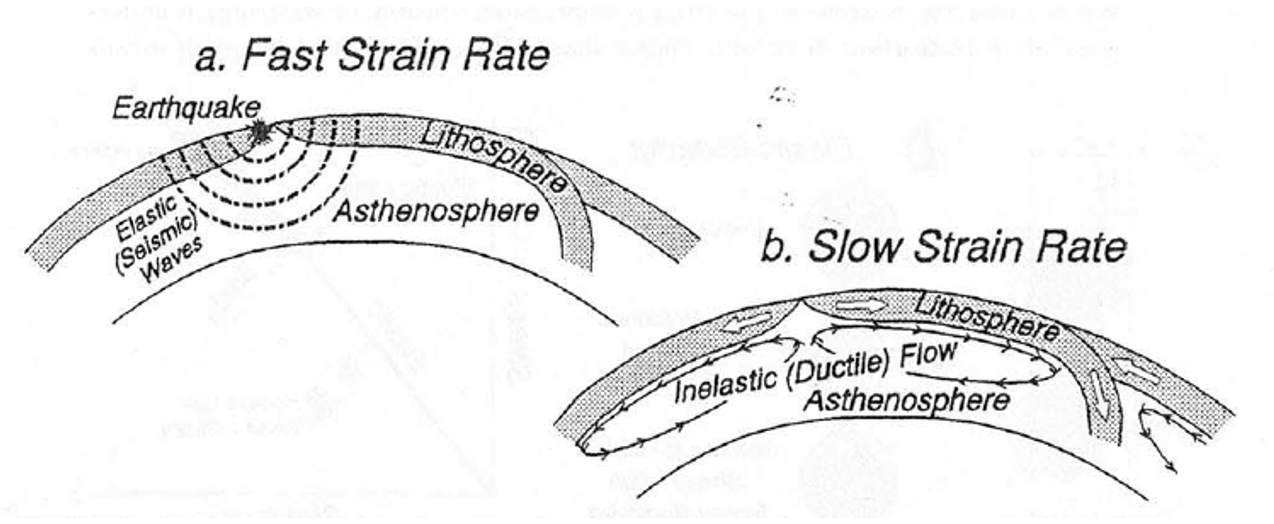 a. Fast Strain Rate
Earthquake
Lithosphere
Asthenosphere
Elastic
(Seismic)
Waves
b. Slow Strain Rate
Lithosphere
Inelastic (Ductile) Flow
Asthenosphere